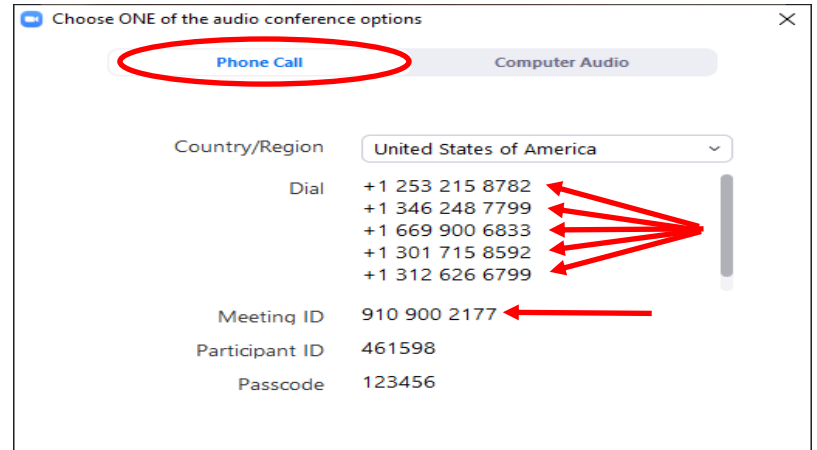 Choose ONE of the audio conference options
Phone Call
Computer Audio
Country/Region United States of America
Dial +1 253 215 8782
+1 346 248 7799
+1 669 900 6833
+1 301 715 8592
+1 312 626 6799
Meeting ID 910 900 2177
Participant ID 461598
Passcode 123456